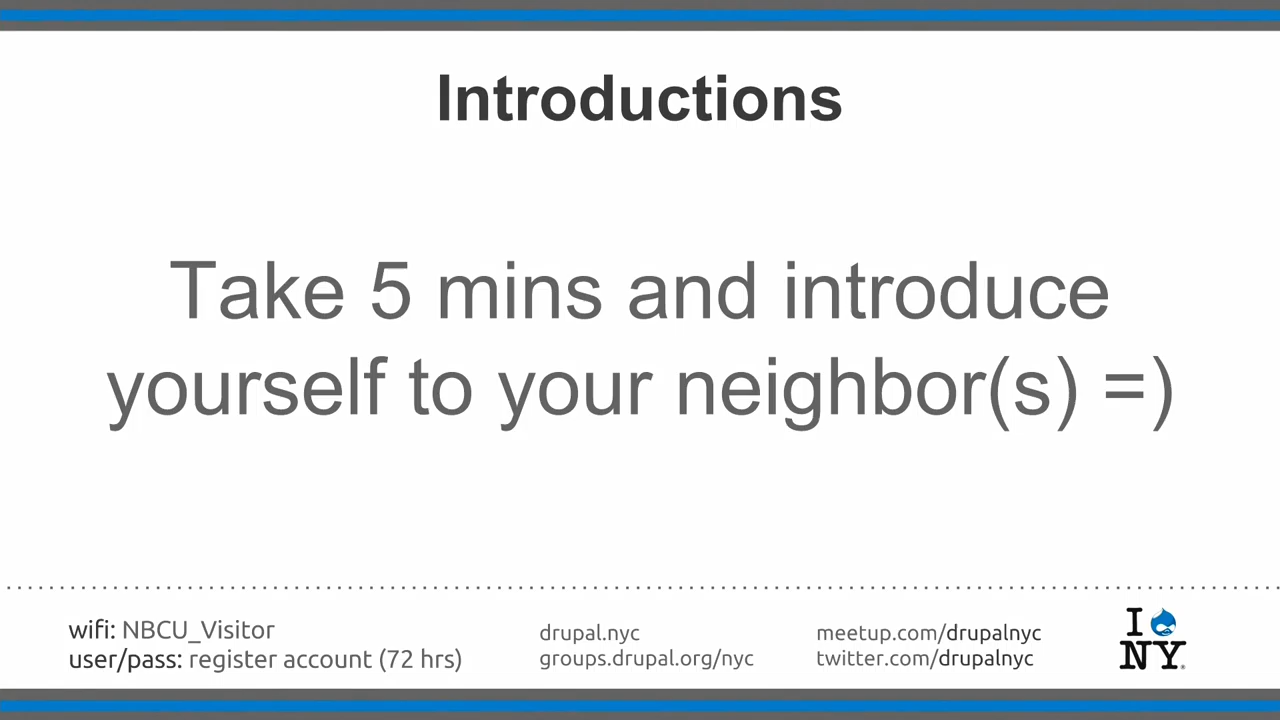 Introductions
Take 5 mins and introduce
yourself to your neighbor(s) =)
wifi: NBCU_Visitor
user/pass: register account (72 hrs)
drupal.nyc
groups.drupal.org/nyc
meetup.com/drupalnyc
twitter.com/drupalnyc
I
NY®